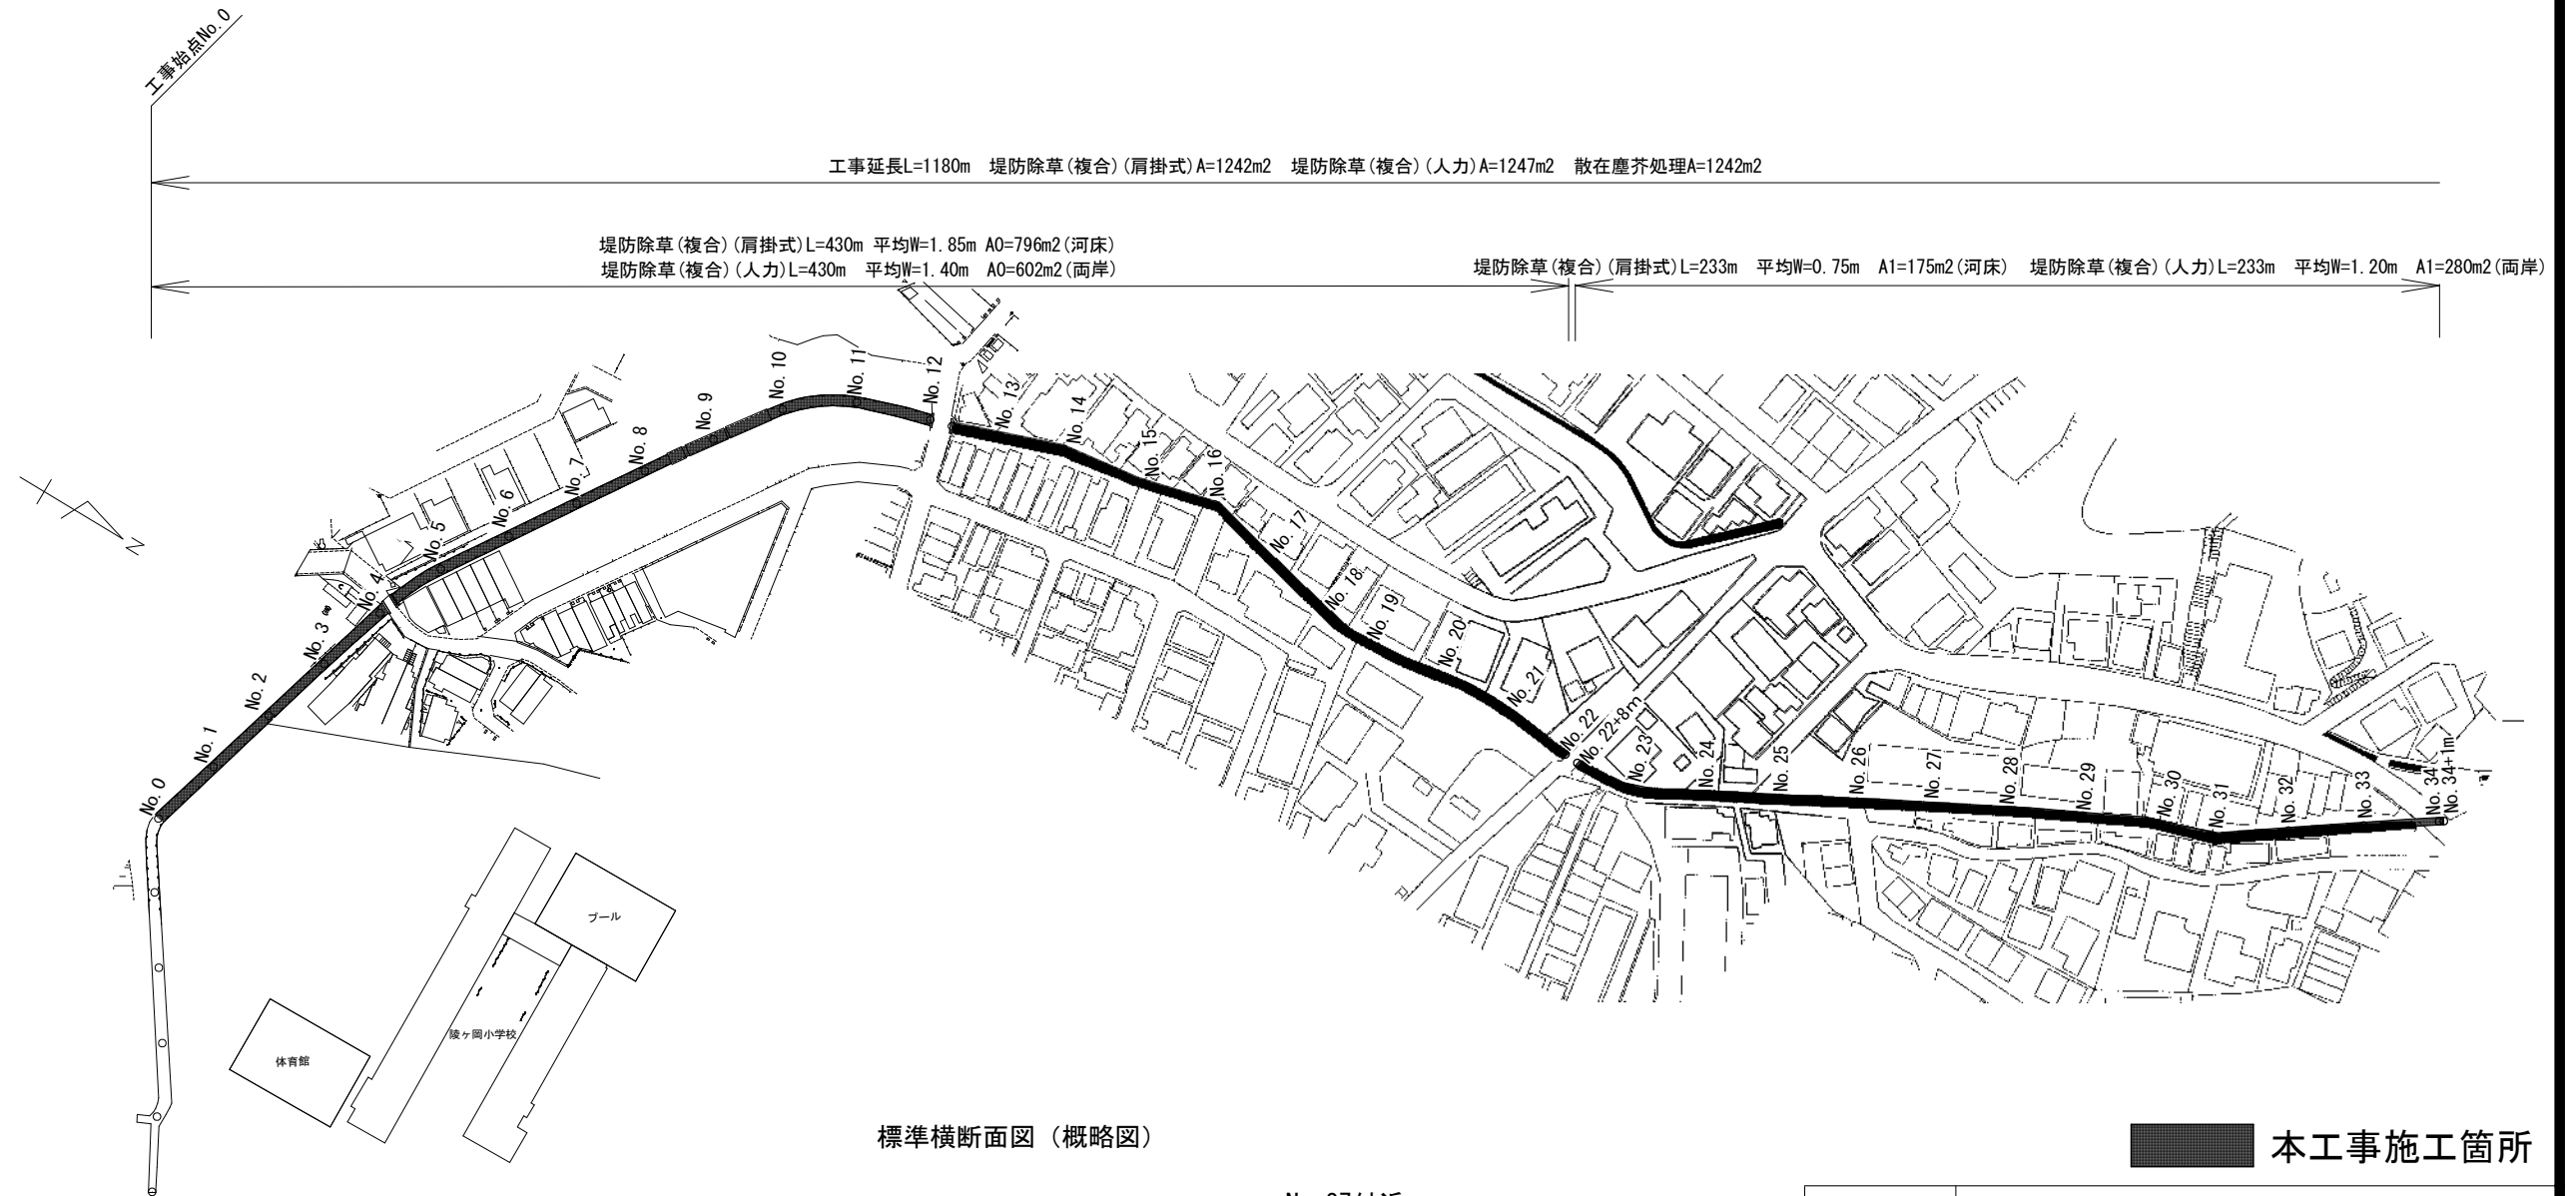 工事始点No.0
工事延長L=1180m　堤防除草(複合)(肩掛式)A=1242m2　堤防除草(複合)(人力)A=1247m2　散在塵芥処理A=1242m2
堤防除草(複合)(肩掛式)L=430m 平均W=1.85m A0=796m2(河床)
堤防除草(複合)(人力)L=430m　平均W=1.40m　A0=602m2(両岸)
堤防除草(複合)(肩掛式)L=233m　平均W=0.75m　A1=175m2(河床)　堤防除草(複合)(人力)L=233m　平均W=1.20m　A1=280m2(両岸)
No.0
No.1
No.2
No.3
No.4
No.5
No.6
No.7
No.8
No.9
No.10
No.11
No.12
No.13
No.14
No.15
No.16
No.17
No.18
No.19
No.20
No.21
No.22
No.22+8m
No.23
No.24
No.25
No.26
No.27
No.28
No.29
No.30
No.31
No.32
No.33
No.34
No.34+1m
N
プール
陵ヶ岡小学校
体育館
標準横断面図（概略図）
本工事施工箇所